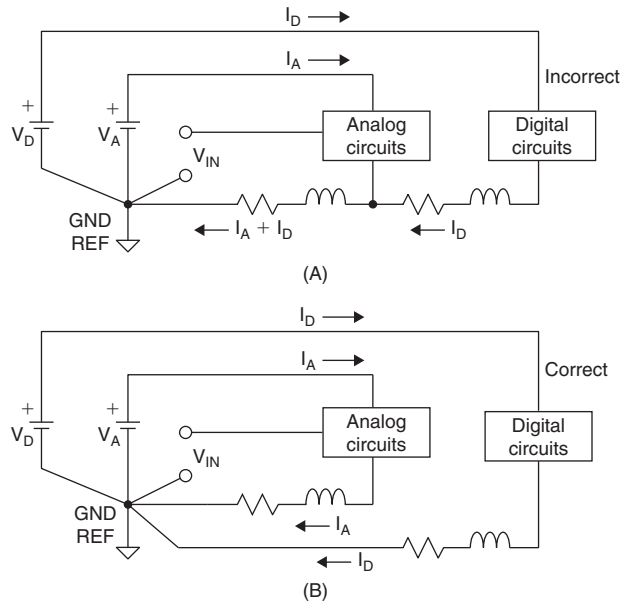 I_D
I_A
Incorrect
+
V_D
+
V_A
V_IN
Analog
circuits
Digital
circuits
GND
REF
I_A + I_D
I_D
(A)
I_D
I_A
Correct
+
V_D
+
V_A
V_IN
Analog
circuits
Digital
circuits
GND
REF
I_A
I_D
(B)